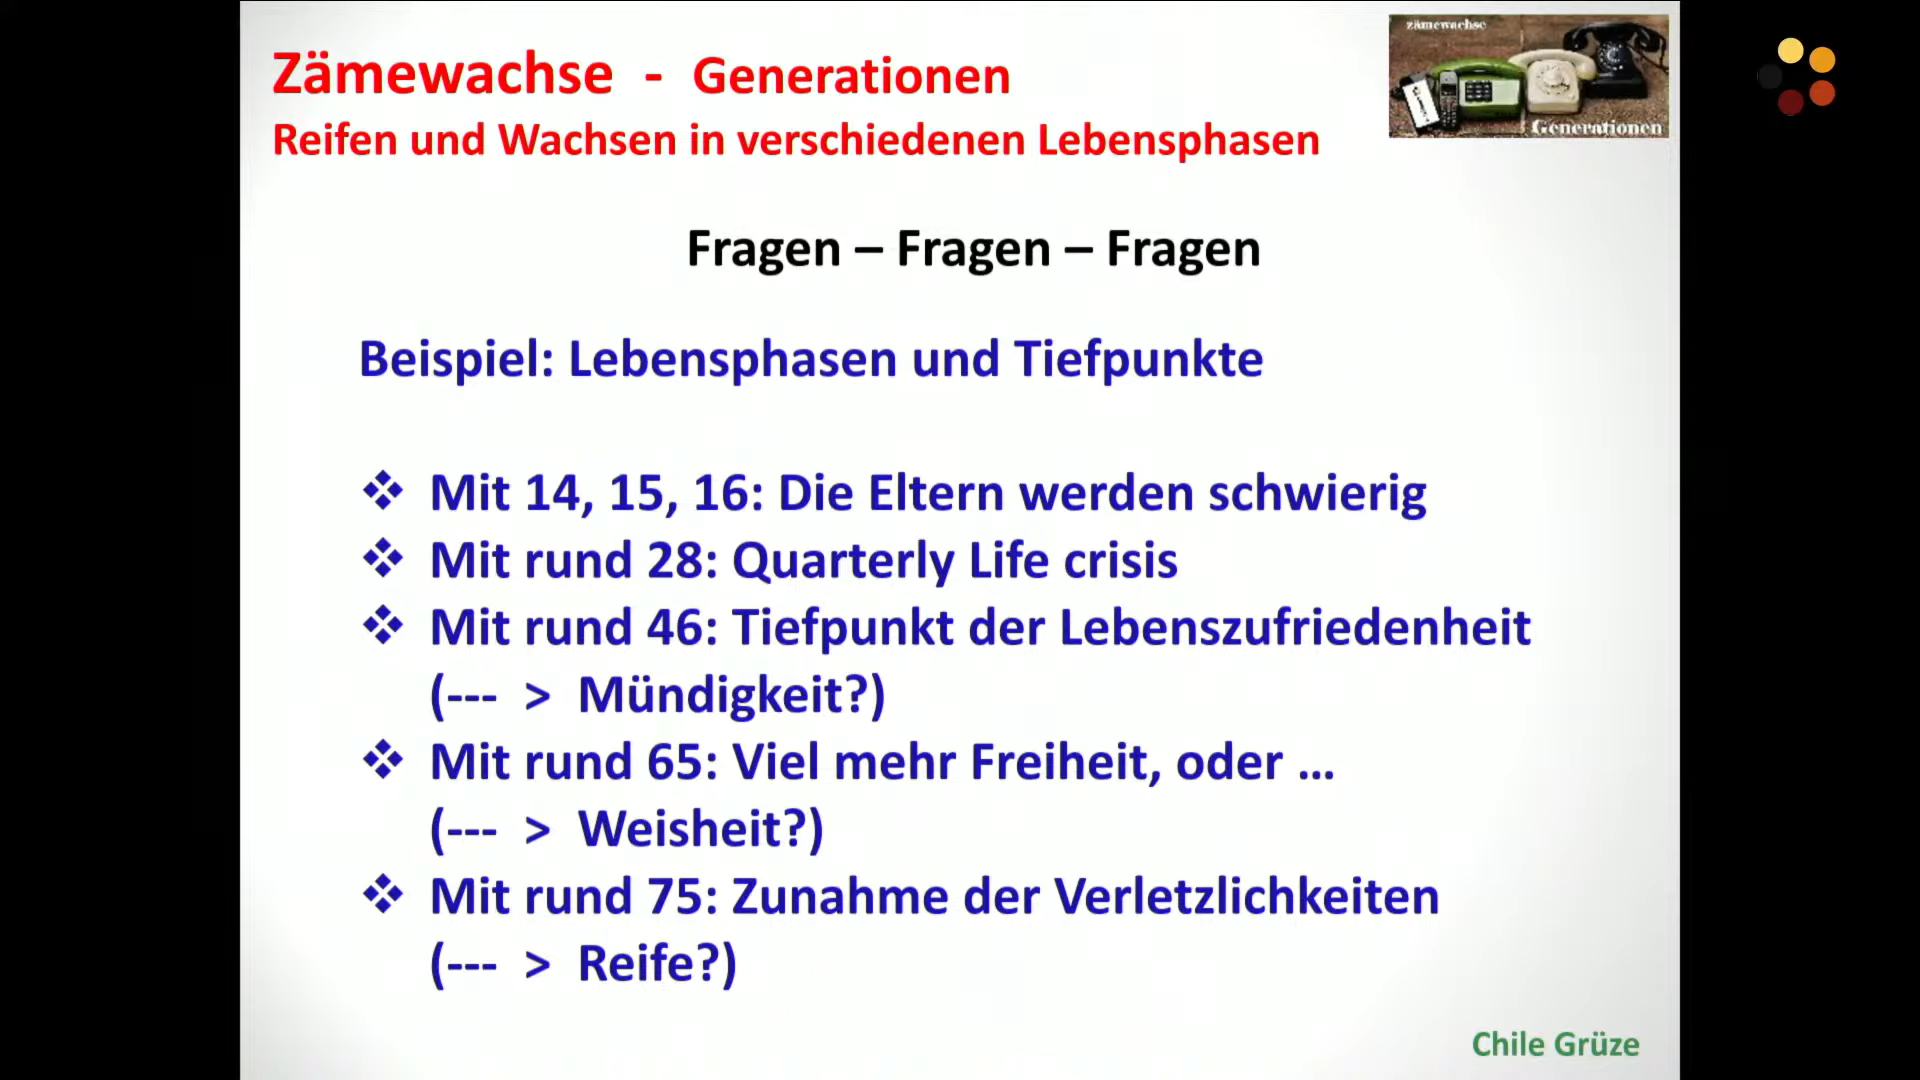 Zämewachse - Generationen
Reifen und Wachsen in verschiedenen Lebensphasen
zämewachse
Generationen
Fragen – Fragen – Fragen
Beispiel: Lebensphasen und Tiefpunkte
❖ Mit 14, 15, 16: Die Eltern werden schwierig
❖ Mit rund 28: Quarterly Life crisis
❖ Mit rund 46: Tiefpunkt der Lebenszufriedenheit
(--- > Mündigkeit?)
❖ Mit rund 65: Viel mehr Freiheit, oder ...
(--- > Weisheit?)
❖ Mit rund 75: Zunahme der Verletzlichkeiten
(--- > Reife?)
Chile Grüze